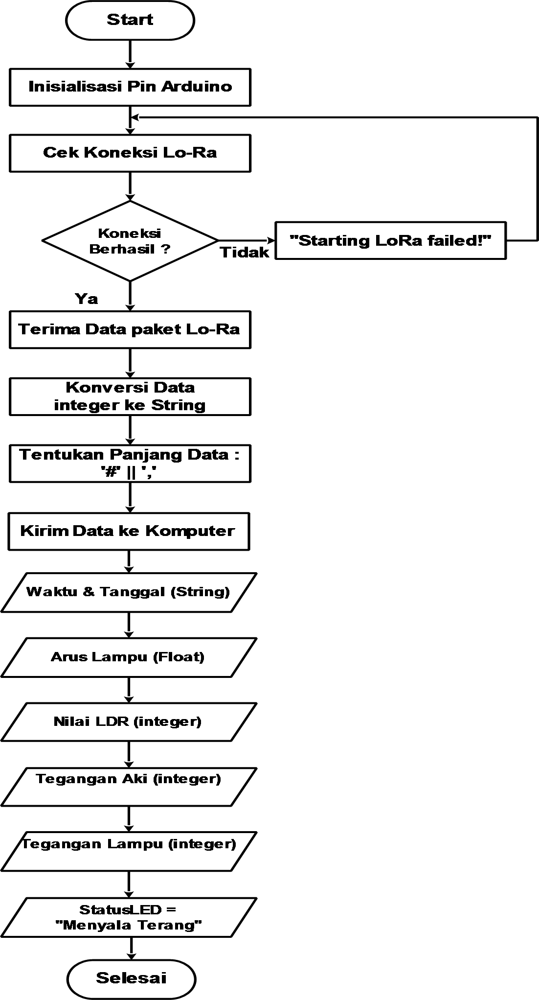 Start
Inisialisasi Pin Arduino
Cek Koneksi Lo-Ra
Koneksi
Berhasil ?
Tidak
"Starting LoRa failed!"
Ya
Terima Data paket Lo-Ra
Konversi Data
integer ke String
Tentukan Panjang Data :
'#' || ','
Kirim Data ke Komputer
Waktu & Tanggal (String)
Arus Lampu (Float)
Nilai LDR (integer)
Tegangan Aki (integer)
Tegangan Lampu (integer)
StatusLED =
"Menyala Terang"
Selesai